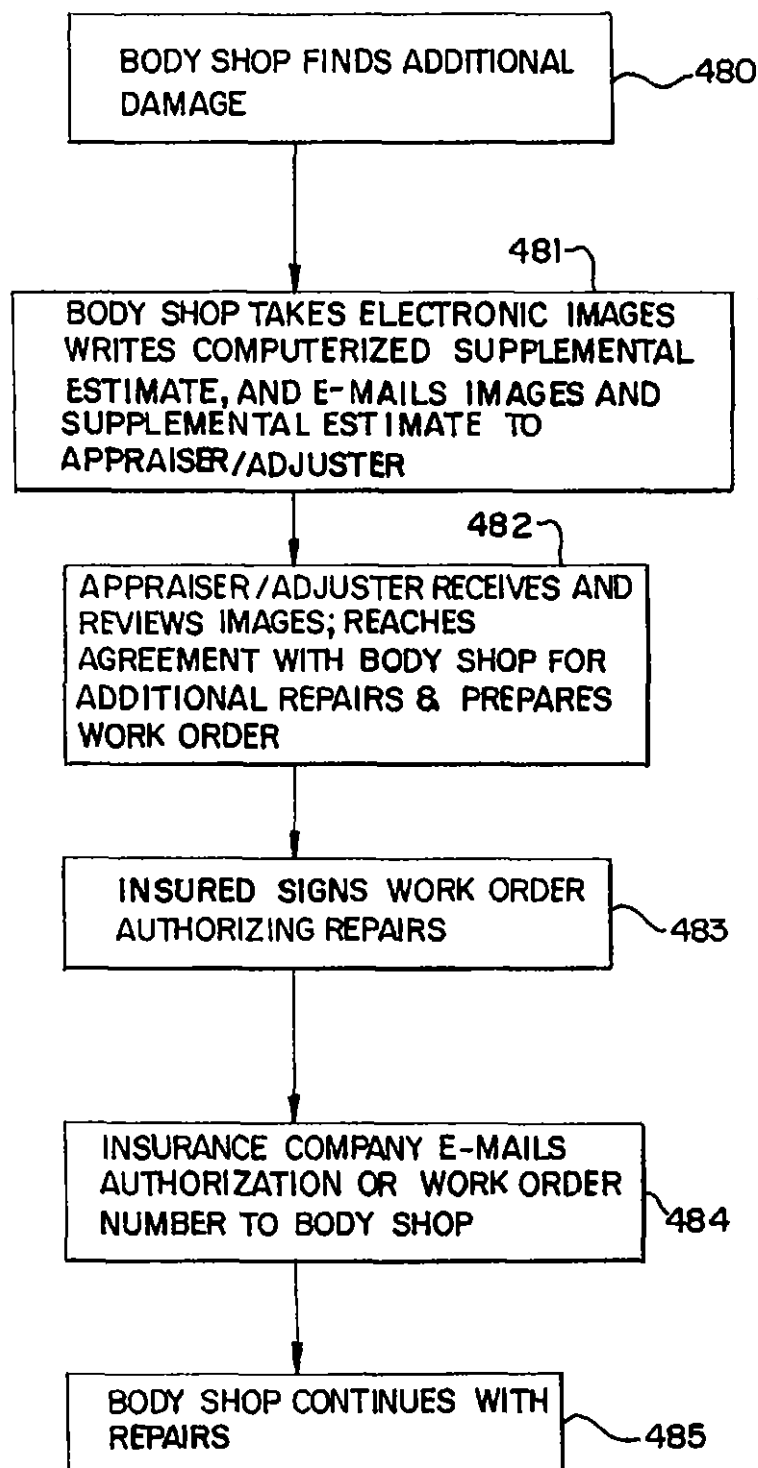 BODY SHOP FINDS ADDITIONAL
DAMAGE
480
481
BODY SHOP TAKES ELECTRONIC IMAGES
WRITES COMPUTERIZED SUPPLEMENTAL
ESTIMATE, AND E-MAILS IMAGES AND
SUPPLEMENTAL ESTIMATE TO
APPRAISER/ADJUSTER
482
APPRAISER/ADJUSTER RECEIVES AND
REVIEWS IMAGES; REACHES
AGREEMENT WITH BODY SHOP FOR
ADDITIONAL REPAIRS & PREPARES
WORK ORDER
INSURED SIGNS WORK ORDER
AUTHORIZING REPAIRS
483
INSURANCE COMPANY E-MAILS
AUTHORIZATION OR WORK ORDER
NUMBER TO BODY SHOP
484
BODY SHOP CONTINUES WITH
REPAIRS
485